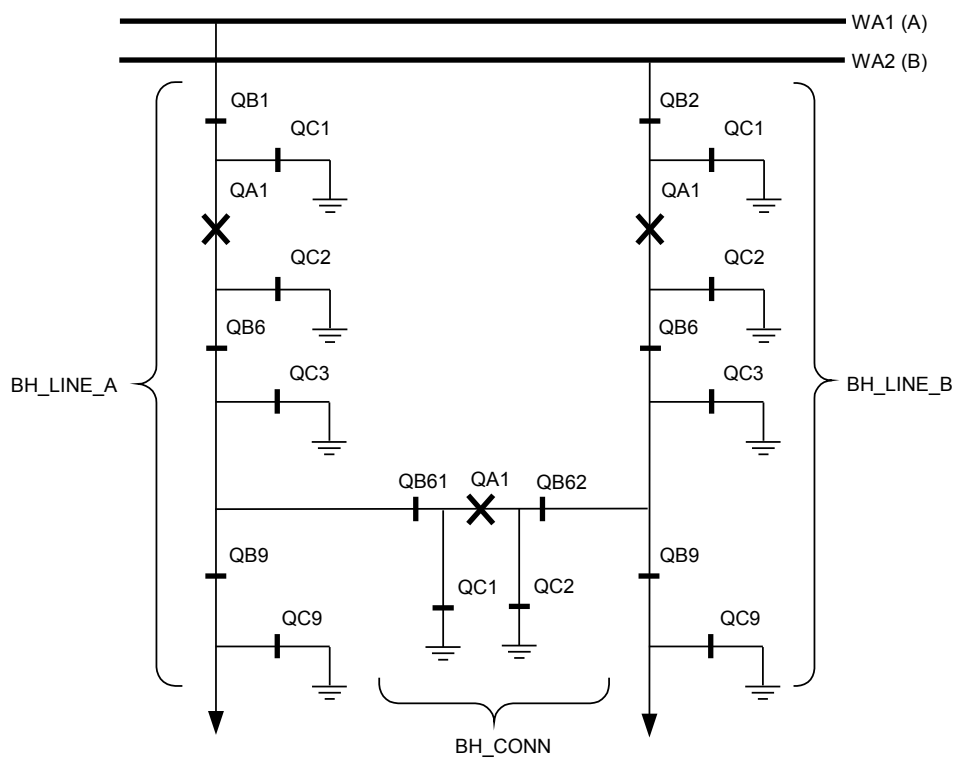 WA1 (A)
WA2 (B)
QB1
QB2
QC1
QC1
QA1
QA1
QC2
QC2
QB6
QB6
BH_LINE_A
QC3
QC3
BH_LINE_B
QB61
QA1
QB62
QB9
QB9
QC1
QC2
QC9
QC9
BH_CONN